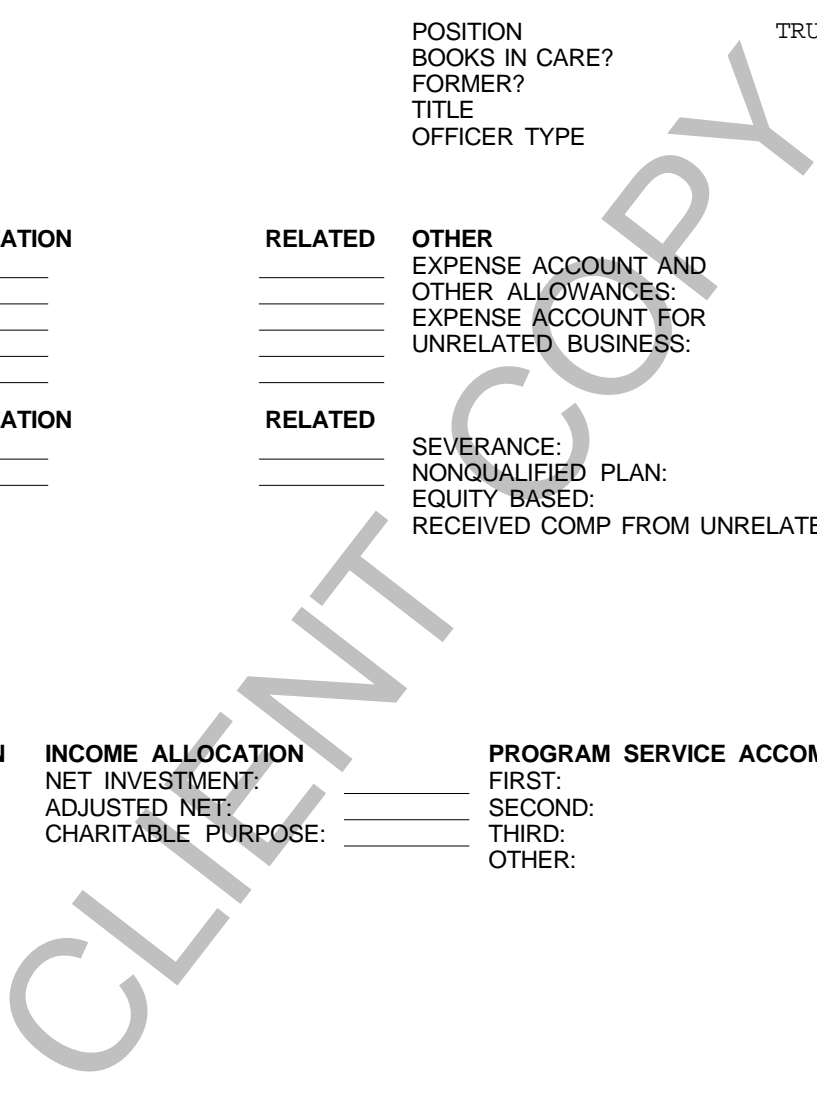 POSITION TRU
BOOKS IN CARE?
FORMER?
TITLE
OFFICER TYPE
ATION RELATED OTHER
EXPENSE ACCOUNT AND
OTHER ALLOWANCES:
EXPENSE ACCOUNT FOR
UNRELATED BUSINESS:
ATION RELATED
SEVERANCE:
NONQUALIFIED PLAN:
EQUITY BASED:
RECEIVED COMP FROM UNRELATE
N INCOME ALLOCATION PROGRAM SERVICE ACCOM
NET INVESTMENT: FIRST:
ADJUSTED NET: SECOND:
CHARITABLE PURPOSE: THIRD:
OTHER:
CLIENT COPY